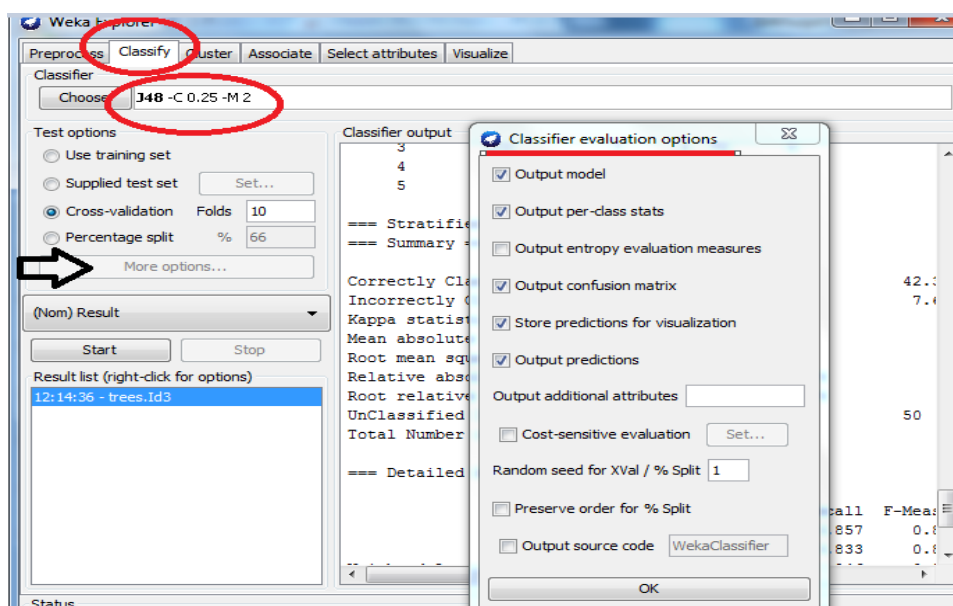 Weka Explorer
Preprocess Classify Cluster Associate Select attributes Visualize
Classifier
Choose J48 -C 0.25 -M 2
Test options
Use training set
Supplied test set Set...
Cross-validation Folds 10
Percentage split % 66
More options...
(Nom) Result
Start Stop
Result list (right-click for options)
12:14:36 - trees.Id3
Classifier output
3
4
5
=== Stratifie
=== Summary =
Correctly Cla 42.3
Incorrectly 7.6
Kappa statist
Mean absolute
Root mean squ
Relative abso
Root relative
UnClassified 50
Total Number
=== Detailed
call F-Meas
.857 0.8
.833 0.8
Classifier evaluation options
Output model
Output per-class stats
Output entropy evaluation measures
Output confusion matrix
Store predictions for visualization
Output predictions
Output additional attributes
Cost-sensitive evaluation Set...
Random seed for XVal / % Split 1
Preserve order for % Split
Output source code WekaClassifier
OK
Status